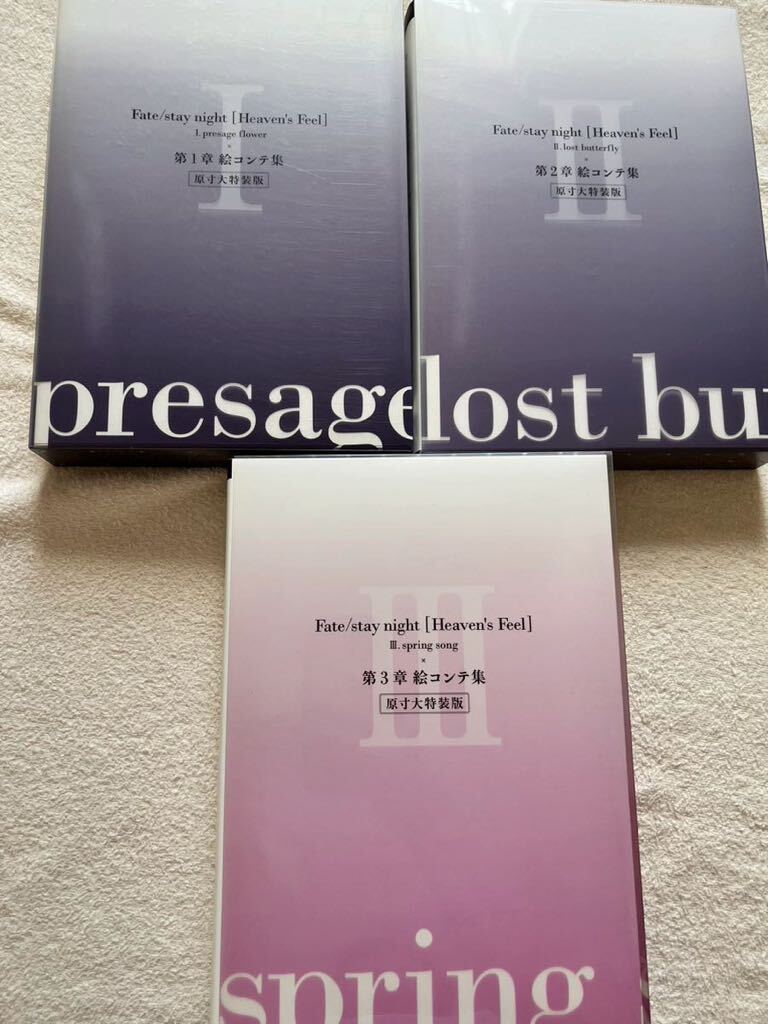 I
Fate/stay night [Heaven's Feel]
I. presage flower
×
第1章 絵コンテ集
原寸大特装版
presage
II
Fate/stay night [Heaven's Feel]
II. lost butterfly
×
第2章 絵コンテ集
原寸大特装版
lost bu
III
Fate/stay night [Heaven's Feel]
III. spring song
×
第3章 絵コンテ集
原寸大特装版
spring